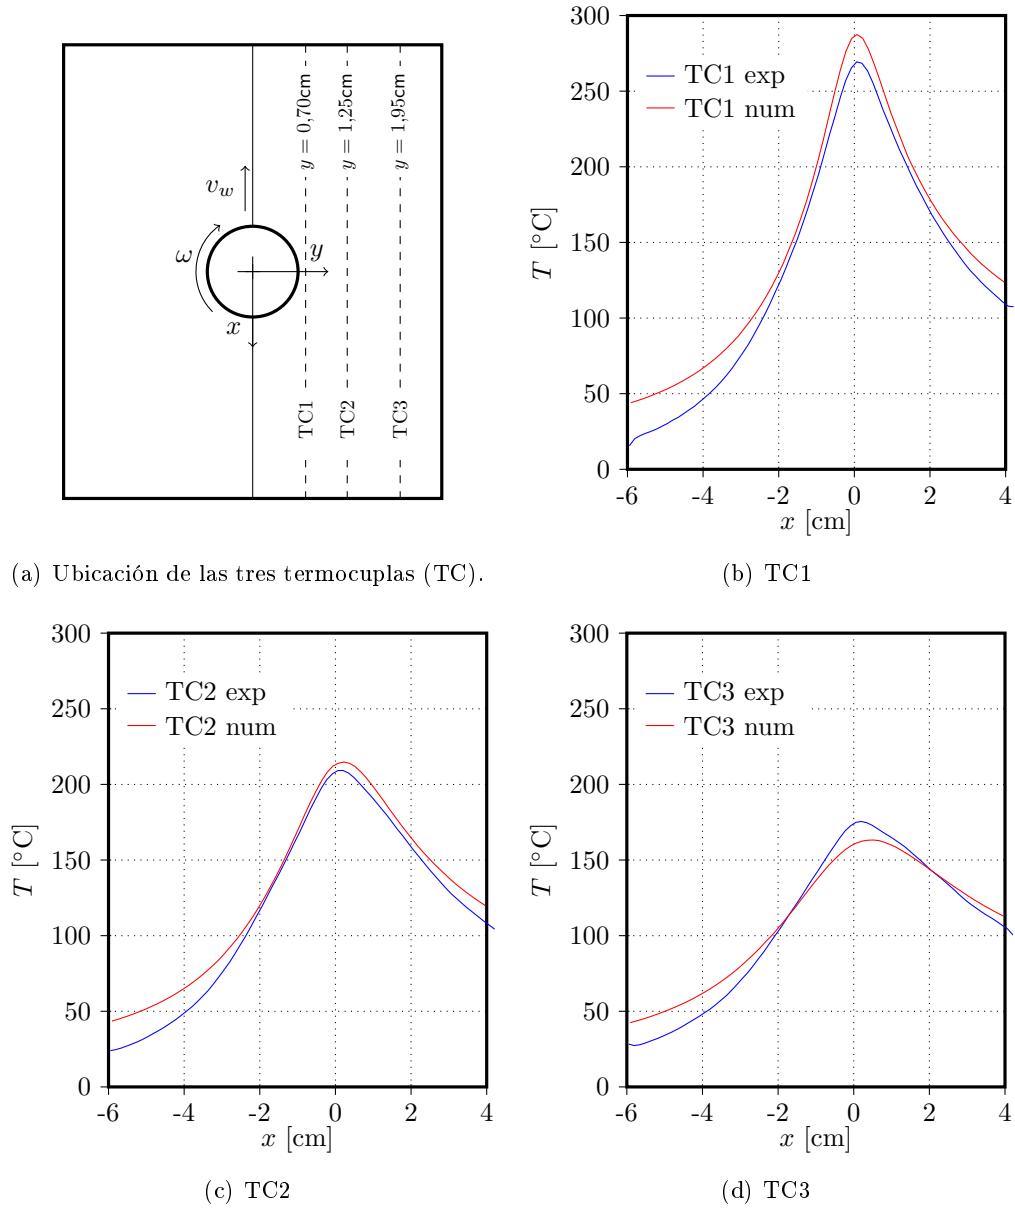 y = 0,70cm
y = 1,25cm
y = 1,95cm
v_w
ω
y
x
TC1
TC2
TC3
(a) Ubicación de las tres termocuplas (TC).
300
250
200
150
100
50
0
T [°C]
TC1 exp
TC1 num
-6 -4 -2 0 2 4
x [cm]
(b) TC1
300
250
200
150
100
50
0
T [°C]
TC2 exp
TC2 num
-6 -4 -2 0 2 4
x [cm]
(c) TC2
300
250
200
150
100
50
0
T [°C]
TC3 exp
TC3 num
-6 -4 -2 0 2 4
x [cm]
(d) TC3